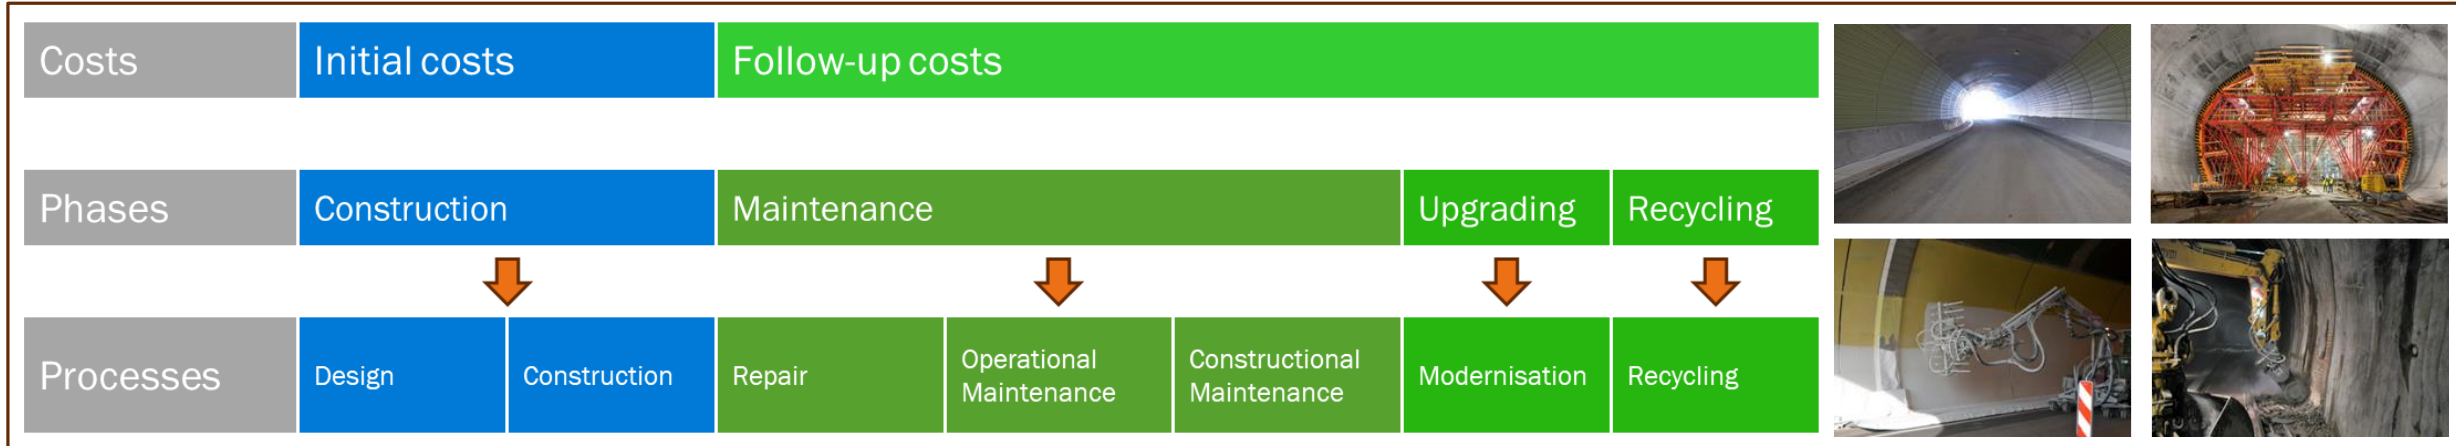 Costs
Initial costs
Follow-up costs
Phases
Construction
Maintenance
Upgrading
Recycling
Processes
Design
Construction
Repair
Operational
Maintenance
Constructional
Maintenance
Modernisation
Recycling